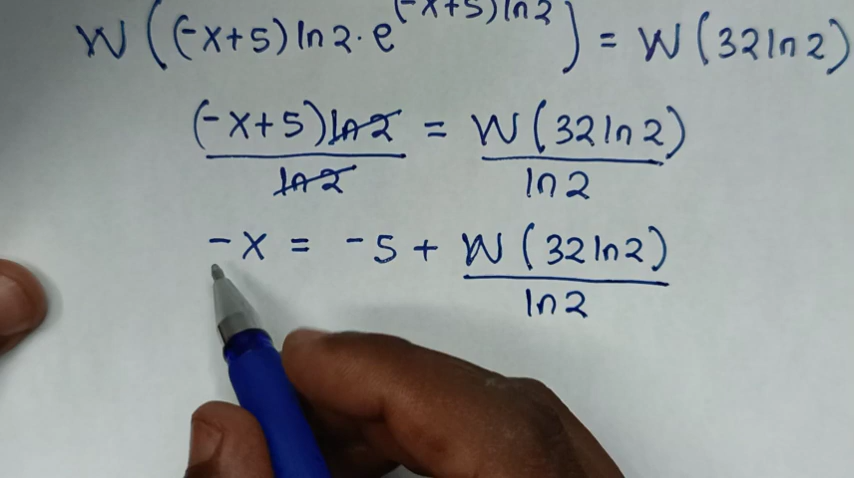 W((-x+5)ln2·e^(-x+5)ln2) = W(32ln2)
(-x+5)ln2/ln2 = W(32ln2)/ln2
-x = -5 + W(32ln2)/ln2